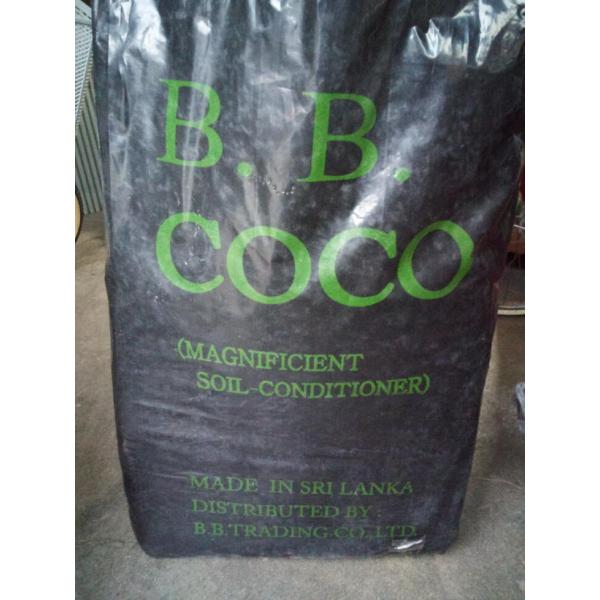 B. B.
COCO
(MAGNIFICIENT
SOIL-CONDITIONER)
MADE IN SRI LANKA
DISTRIBUTED BY :
B.B.TRADING CO.,LTD.